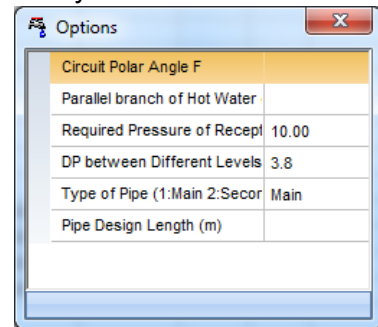 Options
Circuit Polar Angle F
Parallel branch of Hot Water
Required Pressure of Recept 10.00
DP between Different Levels 3.8
Type of Pipe (1:Main 2:Secor Main
Pipe Design Length (m)